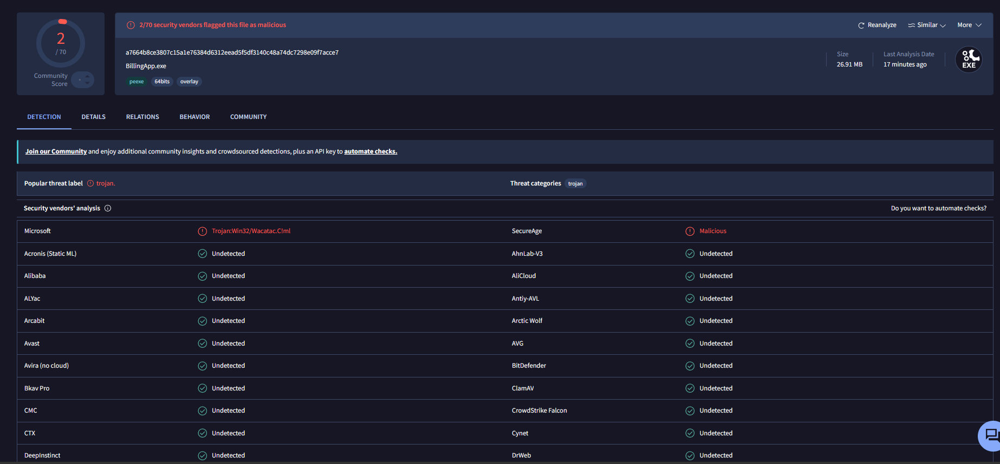 2
/ 70
Community
Score
2/70 security vendors flagged this file as malicious
Reanalyze
Similar
More
a7664b8ce3807c15a1e76384d6312eead5f5df3140c48a74dc7298e09f7acce7
BillingApp.exe
peexe
64bits
overlay
Size
26.91 MB
Last Analysis Date
17 minutes ago
EXE
DETECTION
DETAILS
RELATIONS
BEHAVIOR
COMMUNITY
Join our Community and enjoy additional community insights and crowdsourced detections, plus an API key to automate checks.
Popular threat label trojan.
Threat categories trojan
Security vendors' analysis
Do you want to automate checks?
Microsoft Trojan:Win32/Wacatac.C!ml SecureAge Malicious
Acronis (Static ML) Undetected AhnLab-V3 Undetected
Alibaba Undetected AliCloud Undetected
ALYac Undetected Antiy-AVL Undetected
Arcabit Undetected Arctic Wolf Undetected
Avast Undetected AVG Undetected
Avira (no cloud) Undetected BitDefender Undetected
Bkav Pro Undetected ClamAV Undetected
CMC Undetected CrowdStrike Falcon Undetected
CTX Undetected Cynet Undetected
DeepInstinct Undetected DrWeb Undetected